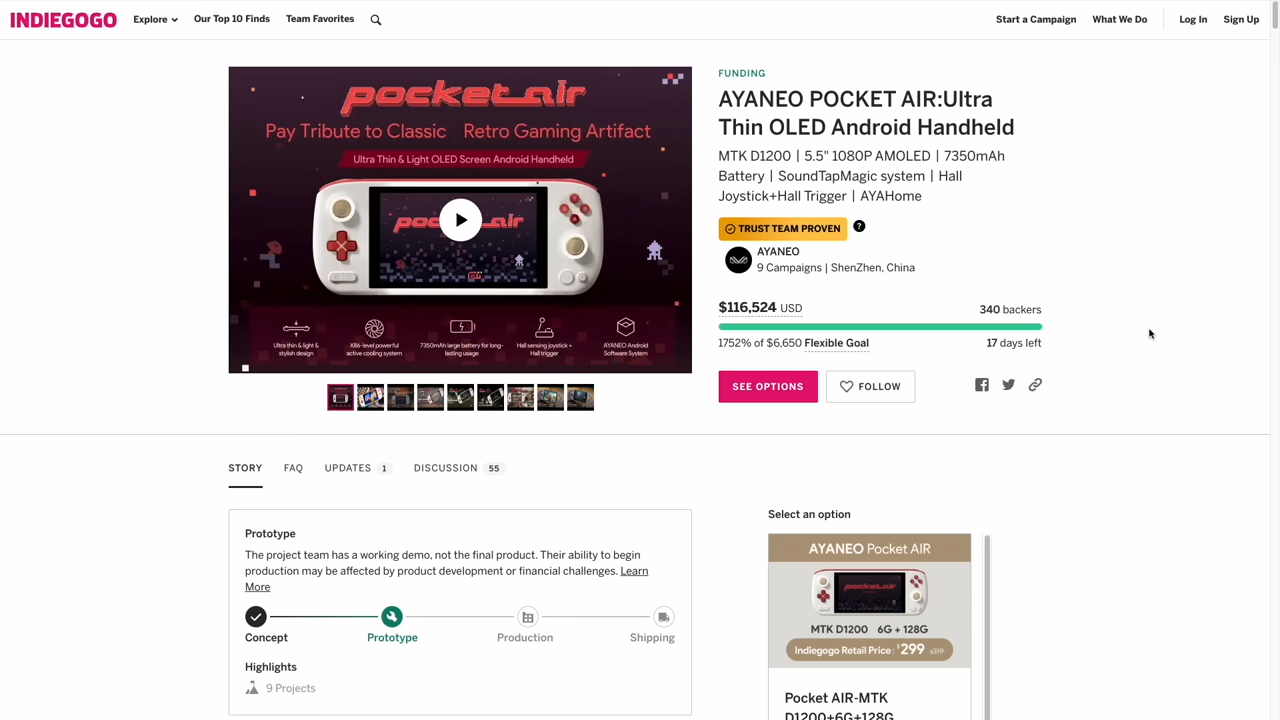 INDIEGOGO
Explore
Our Top 10 Finds
Team Favorites
Start a Campaign
What We Do
Log In
Sign Up
pocket air
Pay Tribute to Classic Retro Gaming Artifact
Ultra Thin & Light OLED Screen Android Handheld
pocket air
Ultra thin & light
stylish design
X86-level powerful
active cooling system
7350mAh large battery for long-
lasting usage
Hall sensing joystick +
Hall trigger
AYANEO Android
Software System
FUNDING
AYANEO POCKET AIR:Ultra
Thin OLED Android Handheld
MTK D1200 | 5.5" 1080P AMOLED | 7350mAh
Battery | SoundTapMagic system | Hall
Joystick+Hall Trigger | AYAHome
TRUST TEAM PROVEN ?
AYANEO
9 Campaigns | ShenZhen, China
$116,524 USD
340 backers
1752% of $6,650 Flexible Goal
17 days left
SEE OPTIONS
FOLLOW
STORY
FAQ
UPDATES 1
DISCUSSION 55
Prototype
The project team has a working demo, not the final product. Their ability to begin
production may be affected by product development or financial challenges. Learn
More
Concept
Prototype
Production
Shipping
Highlights
9 Projects
Select an option
AYANEO Pocket AIR
pocket air
MTK D1200 6G + 128G
Indiegogo Retail Price: $299 $319
Pocket AIR-MTK
D1200+6G+128G